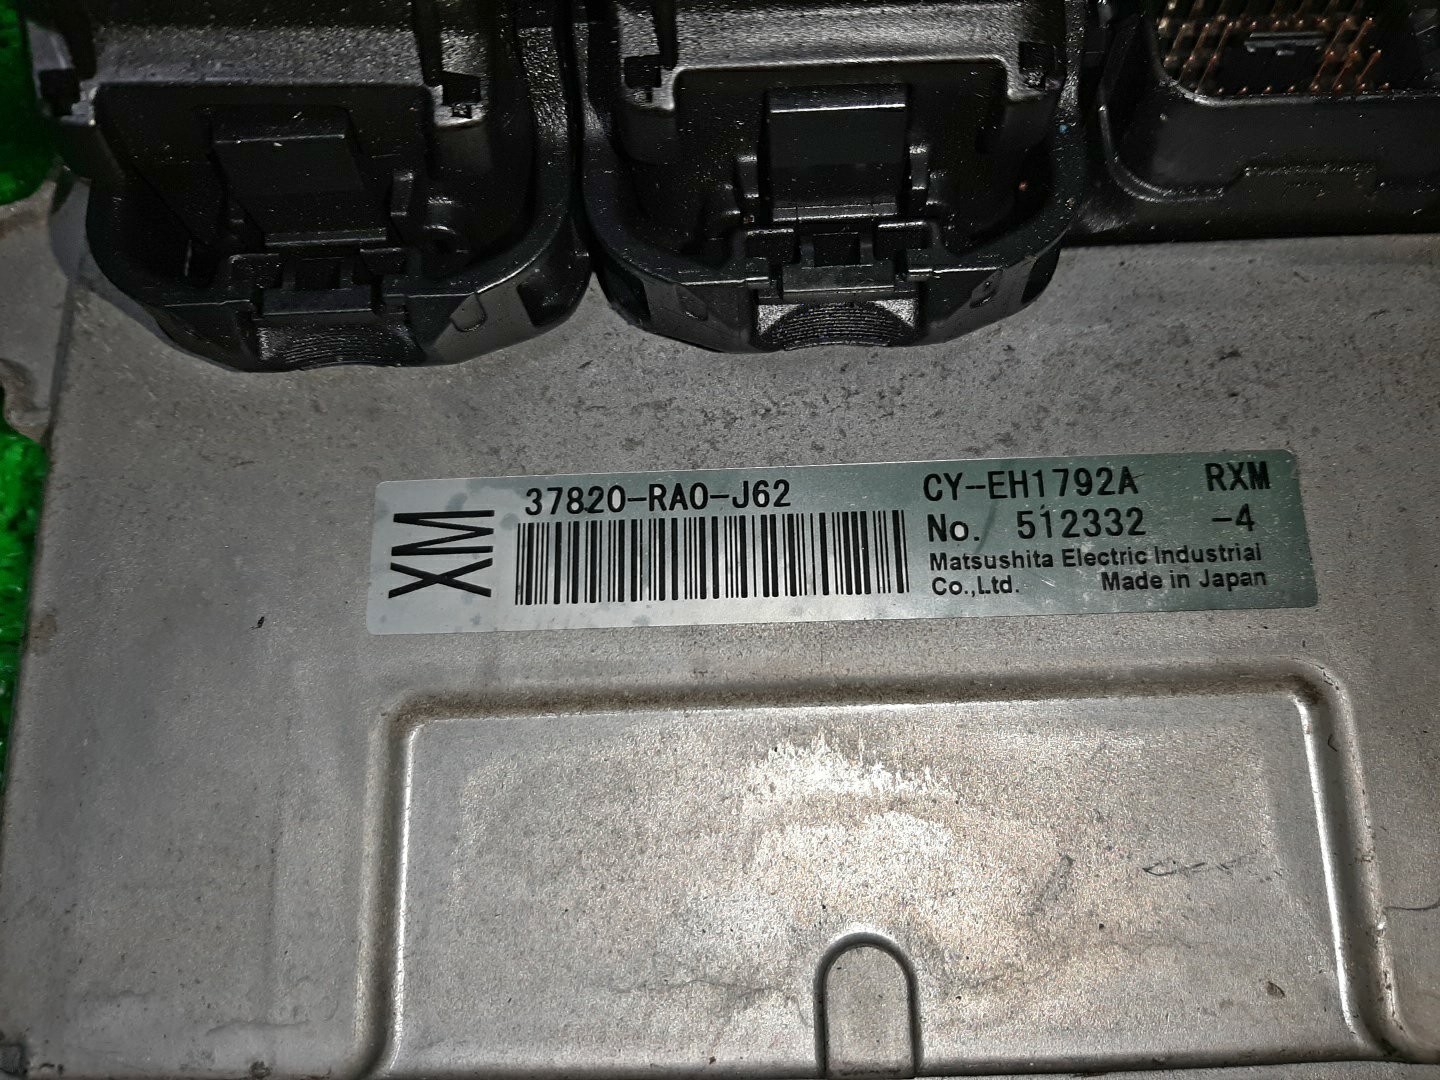 XM
37820-RA0-J62
CY-EH1792A RXM
No. 512332 -4
Matsushita Electric Industrial
Co.,Ltd. Made in Japan